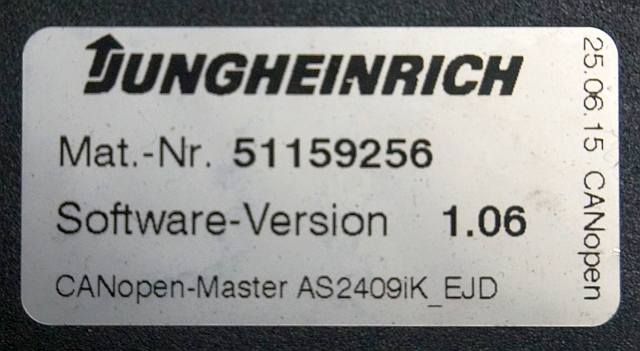 JUNGHEINRICH
Mat.-Nr. 51159256
Software-Version 1.06
CANopen-Master AS2409iK_EJD
25.06.15 CANopen